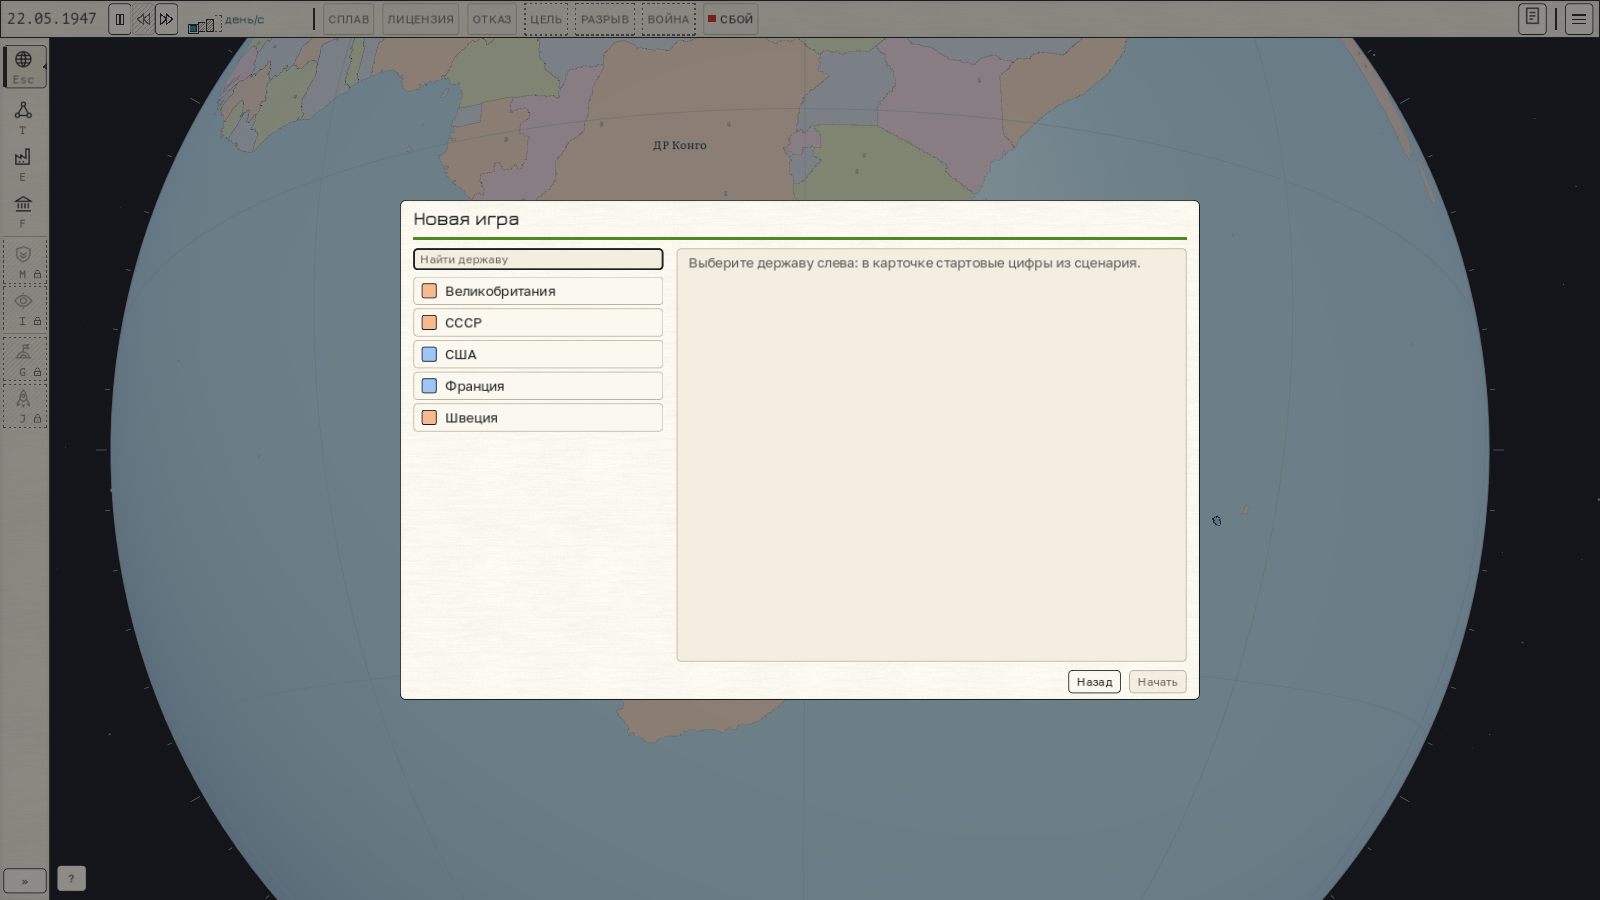 22.05.1947
день/с
СПЛАВ
ЛИЦЕНЗИЯ
ОТКАЗ
ЦЕЛЬ
РАЗРЫВ
ВОЙНА
СБОЙ
Esc
T
E
F
M
I
G
J
»
?
ДР Конго
Новая игра
Найти державу
Великобритания
СССР
США
Франция
Швеция
Выберите державу слева: в карточке стартовые цифры из сценария.
Назад
Начать